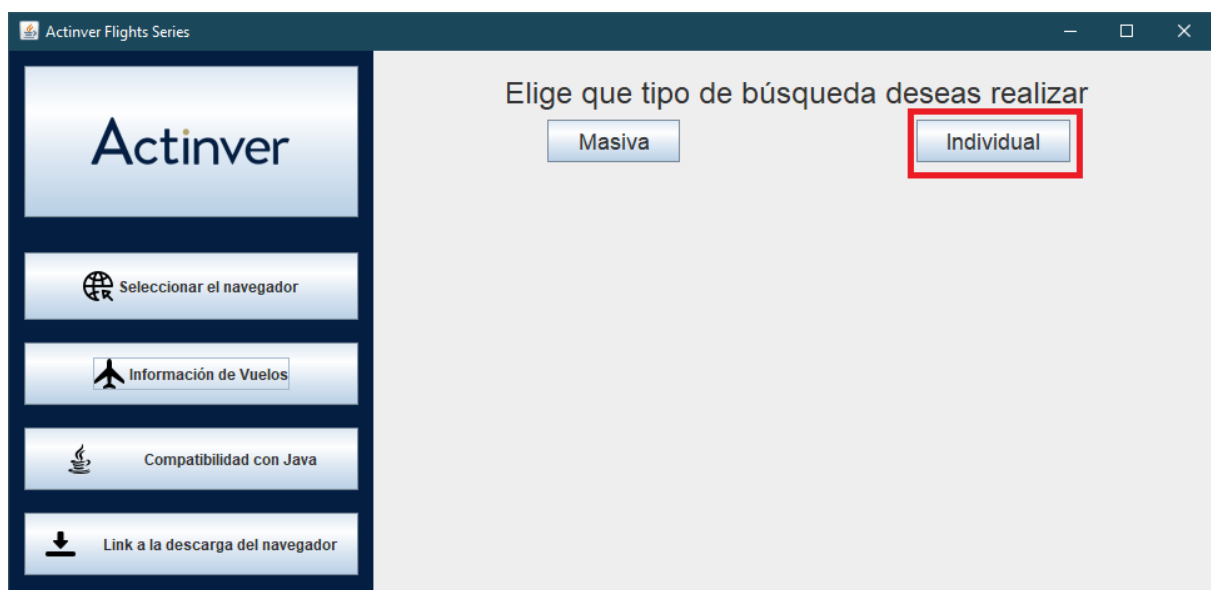 Actinver Flights Series
Actinver
Seleccionar el navegador
Información de Vuelos
Compatibilidad con Java
Link a la descarga del navegador
Elige que tipo de búsqueda deseas realizar
Masiva
Individual